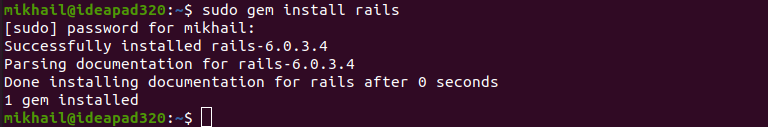 mikhail@ideapad320:~$ sudo gem install rails
[sudo] password for mikhail:
Successfully installed rails-6.0.3.4
Parsing documentation for rails-6.0.3.4
Done installing documentation for rails after 0 seconds
1 gem installed
mikhail@ideapad320:~$